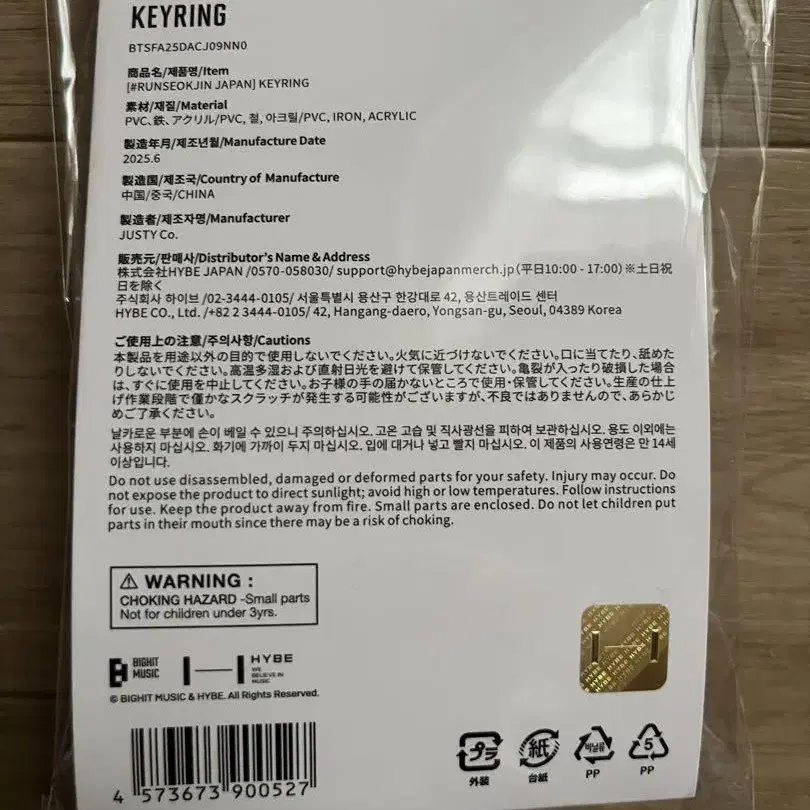 KEYRING
BTSFA25DACJ09NN0
商品名/제품명/Item
[#RUNSEOKJIN JAPAN] KEYRING
素材/재질/Material
PVC、鉄、アクリル/PVC, 철, 아크릴/PVC, IRON, ACRYLIC
製造年月/제조년월/Manufacture Date
2025.6
製造国/제조국/Country of Manufacture
中国/중국/CHINA
製造者/제조자명/Manufacturer
JUSTY Co.
販売元/판매사/Distributor's Name & Address
株式会社HYBE JAPAN /0570-058030/ support@hybejapanmerch.jp(平日10:00 - 17:00)※土日祝
日を除く
주식회사 하이브 /02-3444-0105/ 서울특별시 용산구 한강대로 42, 용산트레이드 센터
HYBE CO., Ltd./ +82 2 3444-0105/ 42, Hangang-daero, Yongsan-gu, Seoul, 04389 Korea
ご使用上の注意/주의사항/Cautions
本製品を用途以外の目的で使用しないでください。火気に近づけないでください。口に当てたり、舐めた
りしないでください。高温多湿および直射日光を避けて保管してください。亀裂が入ったり破損した場合
は、すぐに使用を中止してください。お子様の手の届かないところで使用・保管してください。生産の仕上
げ作業段階で僅かなスクラッチが発生する可能性がございますが、不良ではありませんので、あらかじ
めご了承ください。
날카로운 부분에 손이 베일 수 있으니 주의하십시오. 고온 고습 및 직사광선을 피하여 보관하십시오. 용도 이외에는
사용하지 마십시오. 화기에 가까이 두지 마십시오. 입에 대거나 넣고 빨지 마십시오. 이 제품의 사용연령은 만 14세
이상입니다.
Do not use disassembled, damaged or deformed parts for your safety. Injury may occur. Do
not expose the product to direct sunlight; avoid high or low temperatures. Follow instructions
for use. Keep the product away from fire. Small parts are enclosed. Do not let children put
parts in their mouth since there may be a risk of choking.
⚠ WARNING :
CHOKING HAZARD -Small parts
Not for children under 3yrs.
BIGHIT MUSIC
HYBE
WE BELIEVE IN MUSIC
© BIGHIT MUSIC & HYBE. All Rights Reserved.
HYBE HYBE HYBE
4 573673 900527
プラ 紙 비닐류 5
外装 台紙 PP PP